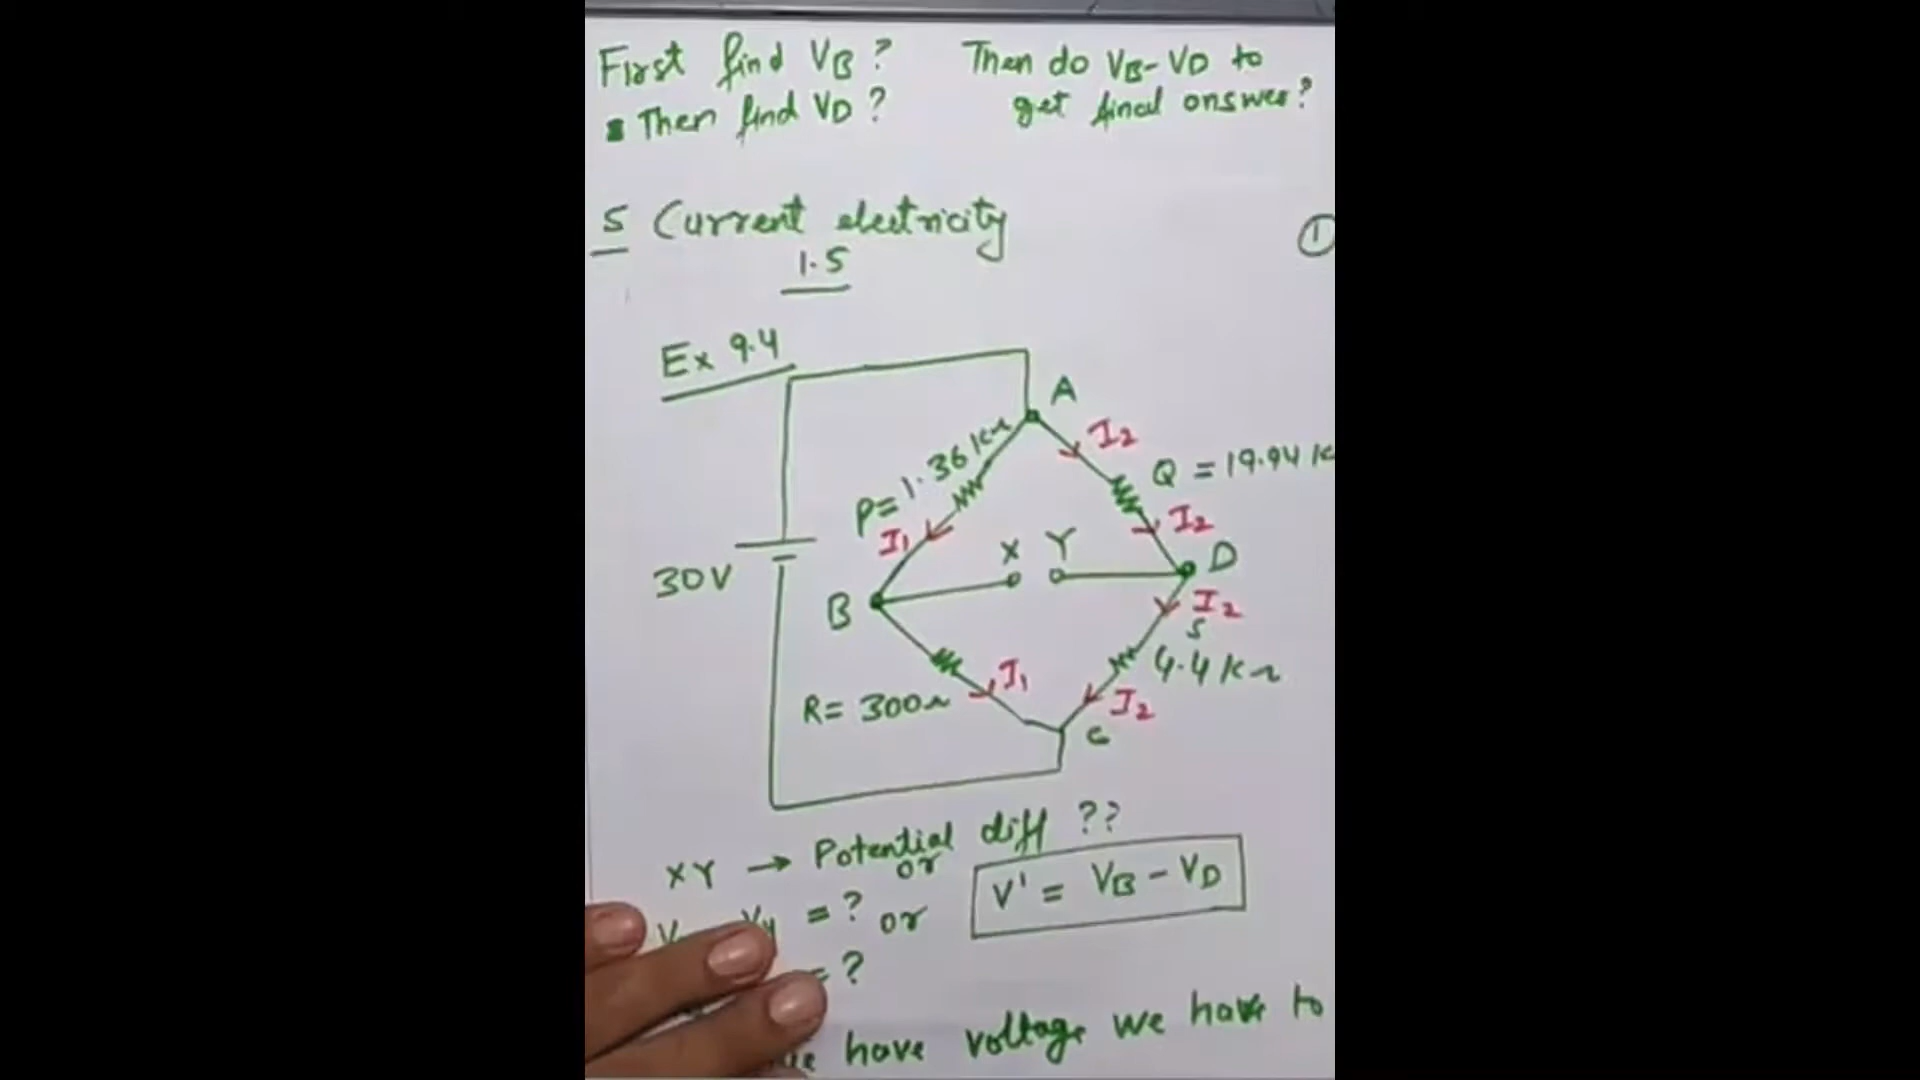 First find VB ? Then do VB - VD to
Then find VD ? get final answer?
5 Current electricity
1.5
1
Ex 9.4
A
I2
P= 1.36 kΩ
Q = 19.94 K
I1
I2
X Y
D
30V
B
I2
S
4.4 kΩ
I1
R= 300Ω
I2
C
XY → Potential diff ??
or
V' = VB - VD
= ? or
= ?
have voltage we have to